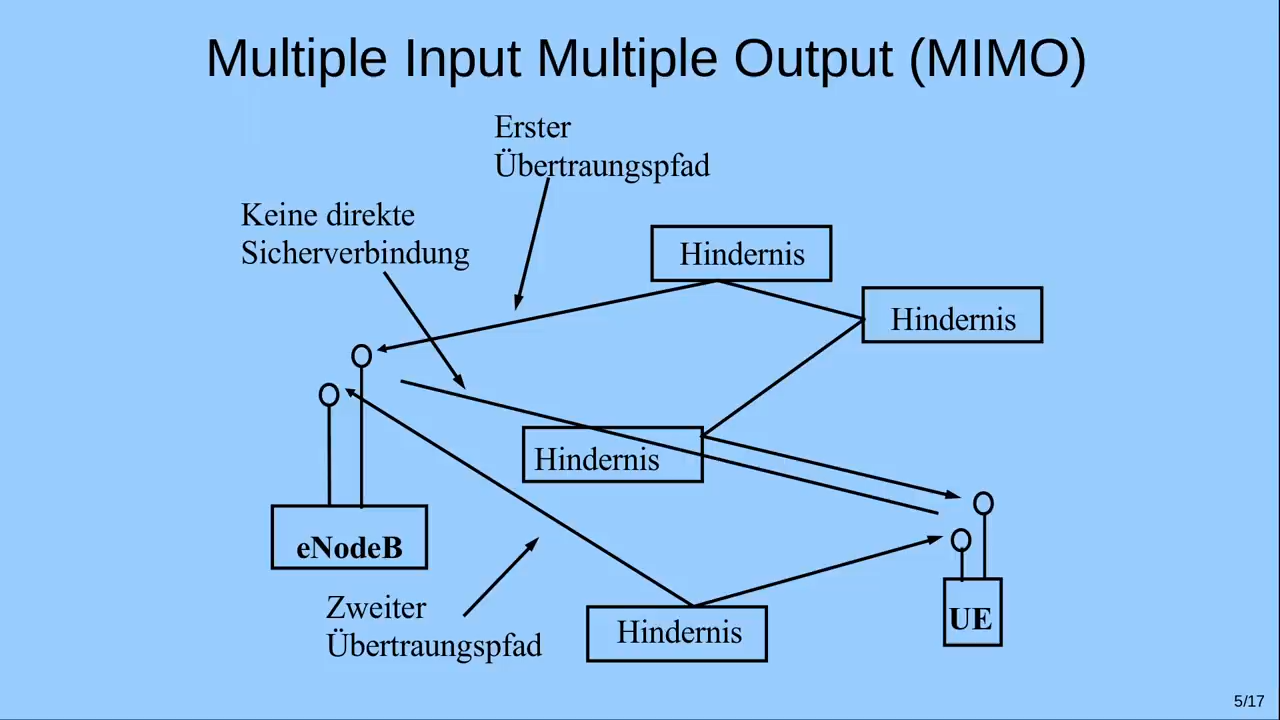 Multiple Input Multiple Output (MIMO)
Erster
Übertraungspfad
Keine direkte
Sicherverbindung
Hindernis
Hindernis
Hindernis
eNodeB
Zweiter
Übertraungspfad
Hindernis
UE
5/17